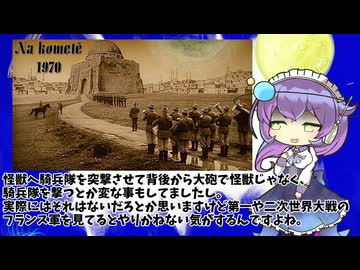 Na kometě
1970
怪獣へ騎兵隊を突撃させて背後から大砲で怪獣じゃなく、
騎兵隊を撃つとか変な事もしてましたし。
実際にはそれはないだろとか思いますけど第一や二次世界大戦の
フランス軍を見てるとやりかねない気がするんですよね。